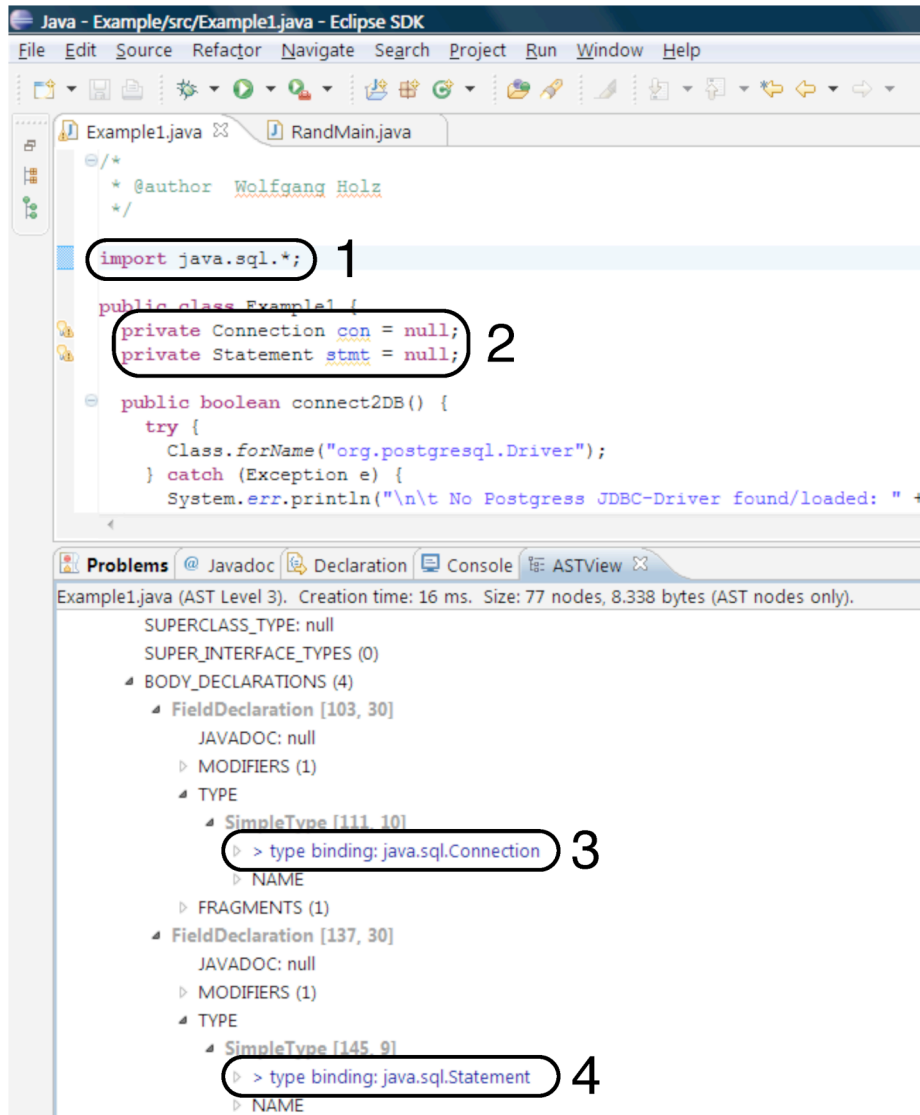 Java - Example/src/Example1.java - Eclipse SDK
File Edit Source Refactor Navigate Search Project Run Window Help
Example1.java RandMain.java
/*
* @author Wolfgang Holz
*/
import java.sql.*; 1
public class Example1 {
private Connection con = null;
2
private Statement stmt = null;
public boolean connect2DB() {
try {
Class.forName("org.postgresql.Driver");
} catch (Exception e) {
System.err.println("\n\t No Postgress JDBC-Driver found/loaded: " +
Problems @ Javadoc Declaration Console ASTView
Example1.java (AST Level 3). Creation time: 16 ms. Size: 77 nodes, 8.338 bytes (AST nodes only).
SUPERCLASS_TYPE: null
SUPER_INTERFACE_TYPES (0)
BODY_DECLARATIONS (4)
FieldDeclaration [103, 30]
JAVADOC: null
MODIFIERS (1)
TYPE
SimpleType [111, 10]
> type binding: java.sql.Connection 3
NAME
FRAGMENTS (1)
FieldDeclaration [137, 30]
JAVADOC: null
MODIFIERS (1)
TYPE
SimpleType [145, 9]
> type binding: java.sql.Statement 4
NAME